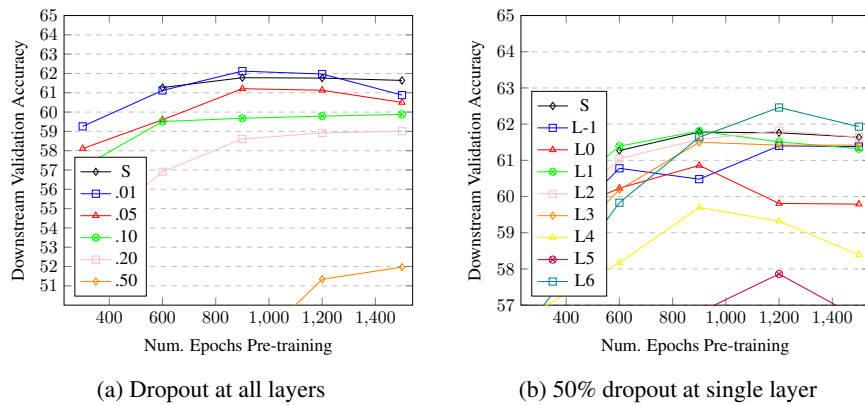 65
64
63
62
61
60
59
58
57
56
55
54
53
52
51
400 600 800 1,000 1,200 1,400
Num. Epochs Pre-training
Downstream Validation Accuracy
S
.01
.05
.10
.20
.50
(a) Dropout at all layers
65
64
63
62
61
60
59
58
57
400 600 800 1,000 1,200 1,400
Num. Epochs Pre-training
Downstream Validation Accuracy
S
L-1
L0
L1
L2
L3
L4
L5
L6
(b) 50% dropout at single layer